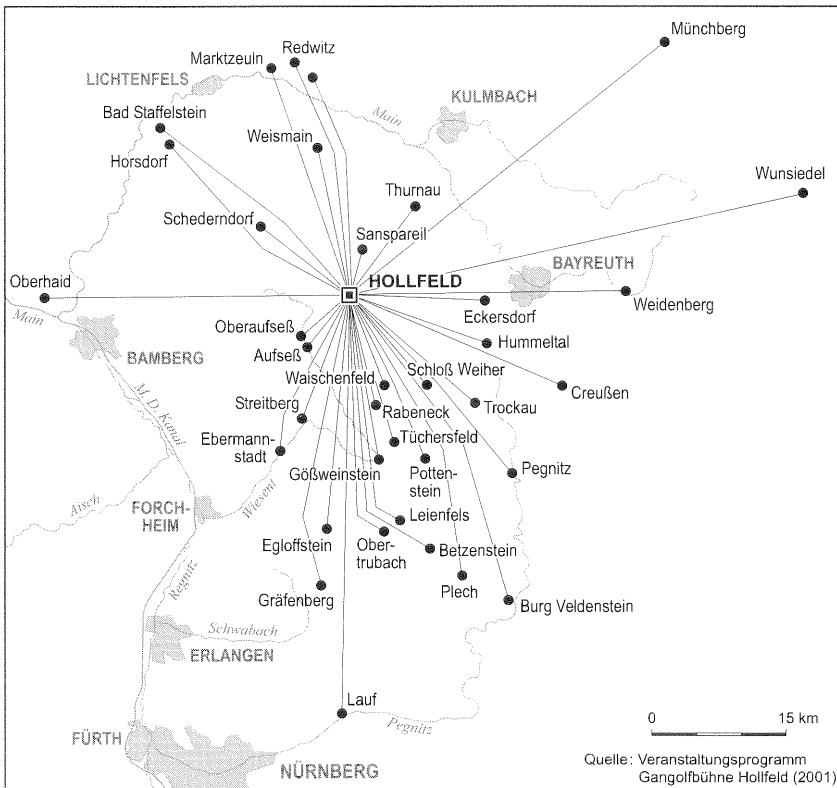 Münchberg
Marktzeuln
Redwitz
LICHTENFELS
KULMBACH
Main
Bad Staffelstein
Horsdorf
Weismain
Thurnau
Wunsiedel
Schederndorf
Sanspareil
HOLLFELD
BAYREUTH
Oberhaid
Weidenberg
Eckersdorf
Main
BAMBERG
Oberaufseß
Aufseß
Hummeltal
Schloß Weiher
Waischenfeld
Creußen
M. D. Kanal
Streitberg
Rabeneck
Trockau
Ebermann-
stadt
Tüchersfeld
Gößweinstein
Potten-
stein
Pegnitz
Aisch
FORCH-
HEIM
Wiesent
Leienfels
Egloffstein
Ober-
trubach
Betzenstein
Regnitz
Gräfenberg
Plech
Burg Veldenstein
Schwabach
ERLANGEN
Lauf
Pegnitz
FÜRTH
NÜRNBERG
0 15 km
Quelle: Veranstaltungsprogramm
Gangolfbühne Hollfeld (2001)